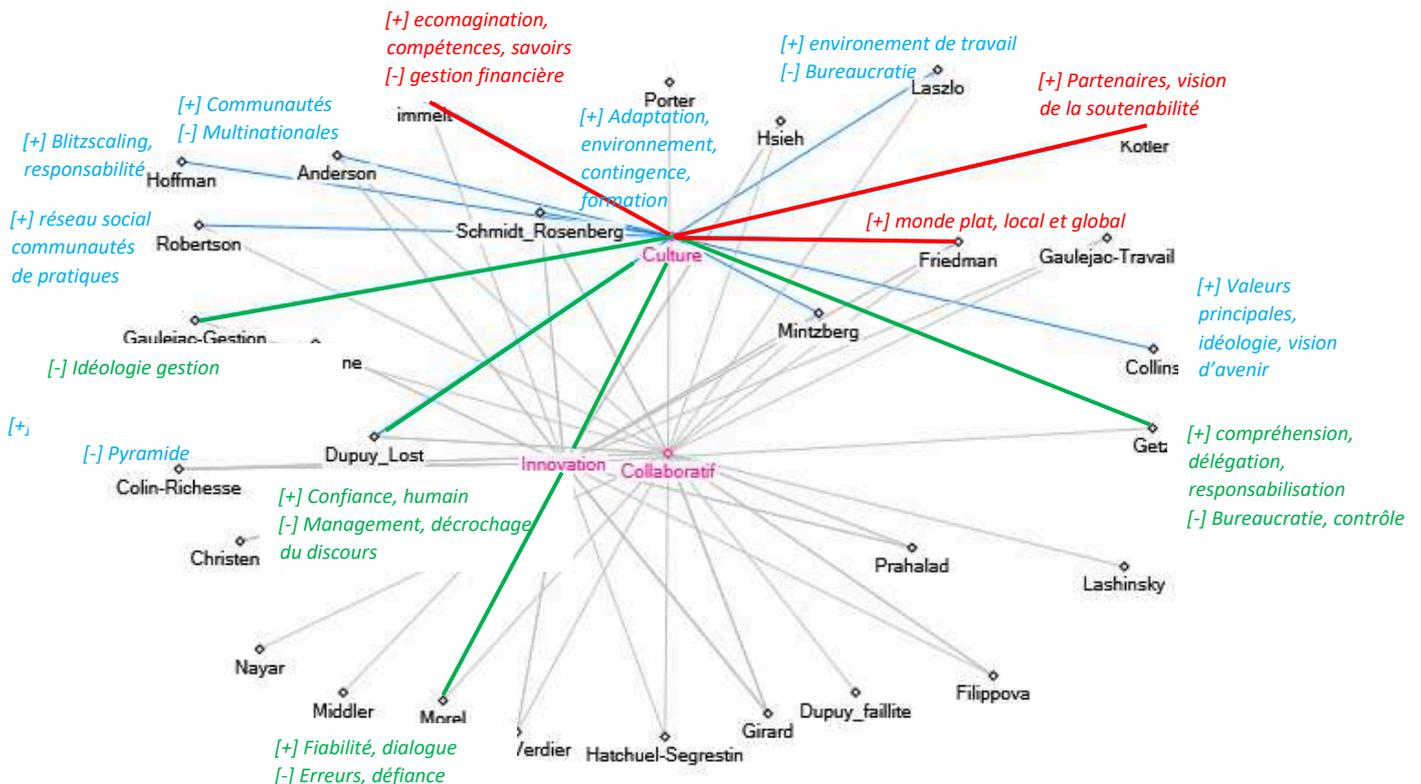 [+] ecomagination,
compétences, savoirs
[-] gestion financière
[+] environement de travail
[-] Bureaucratie
Laszlo
[+] Partenaires, vision
de la soutenabilité
Kotler
Porter
immelt
[+] Communautés
[-] Multinationales
Anderson
[+] Adaptation,
environnement,
contingence,
formation
Hsieh
[+] Blitzscaling,
responsabilité
Hoffman
[+] réseau social
communautés
de pratiques
Robertson
Schmidt_Rosenberg
Culture
[+] monde plat, local et global
Friedman
Gaulejac-Travail
Mintzberg
[+] Valeurs
principales,
idéologie, vision
d’avenir
Collins
Gaulejac-Gestion
ne
[-] Idéologie gestion
[+]
[-] Pyramide
Colin-Richesse
Dupuy_Lost
Innovation
Collaboratif
Getz
[+] compréhension,
délégation,
responsabilisation
[-] Bureaucratie, contrôle
[+] Confiance, humain
[-] Management, décrochage
du discours
Christen
Prahalad
Lashinsky
Nayar
Middler
Morel
Verdier
Hatchuel-Segrestin
Girard
Dupuy_faillite
Filippova
[+] Fiabilité, dialogue
[-] Erreurs, défiance